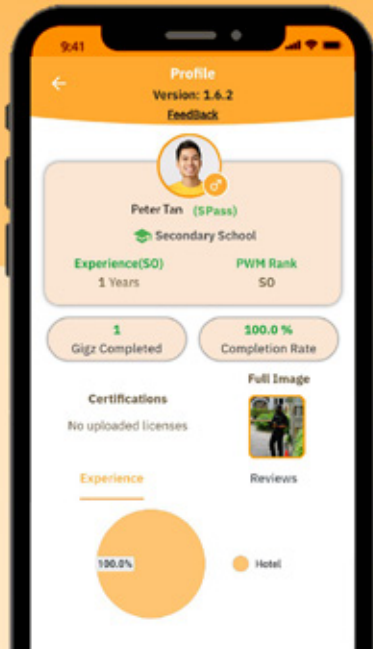 9:41
Profile
Version: 1.6.2
FeedBack
Peter Tan (SPass)
Secondary School
Experience(SO) PWM Rank
1 Years SO
1 100.0 %
Gigz Completed Completion Rate
Full Image
Certifications
No uploaded licenses
Experience Reviews
100.0%
Hotel